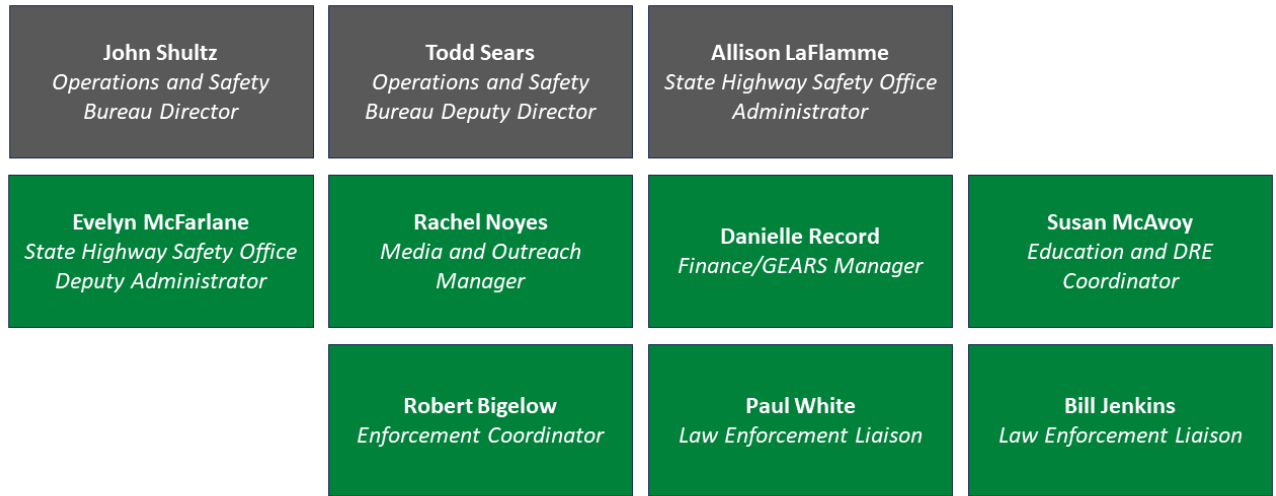 John Shultz
Operations and Safety
Bureau Director
Todd Sears
Operations and Safety
Bureau Deputy Director
Allison LaFlamme
State Highway Safety Office
Administrator
Evelyn McFarlane
State Highway Safety Office
Deputy Administrator
Rachel Noyes
Media and Outreach
Manager
Danielle Record
Finance/GEARS Manager
Susan McAvoy
Education and DRE
Coordinator
Robert Bigelow
Enforcement Coordinator
Paul White
Law Enforcement Liaison
Bill Jenkins
Law Enforcement Liaison